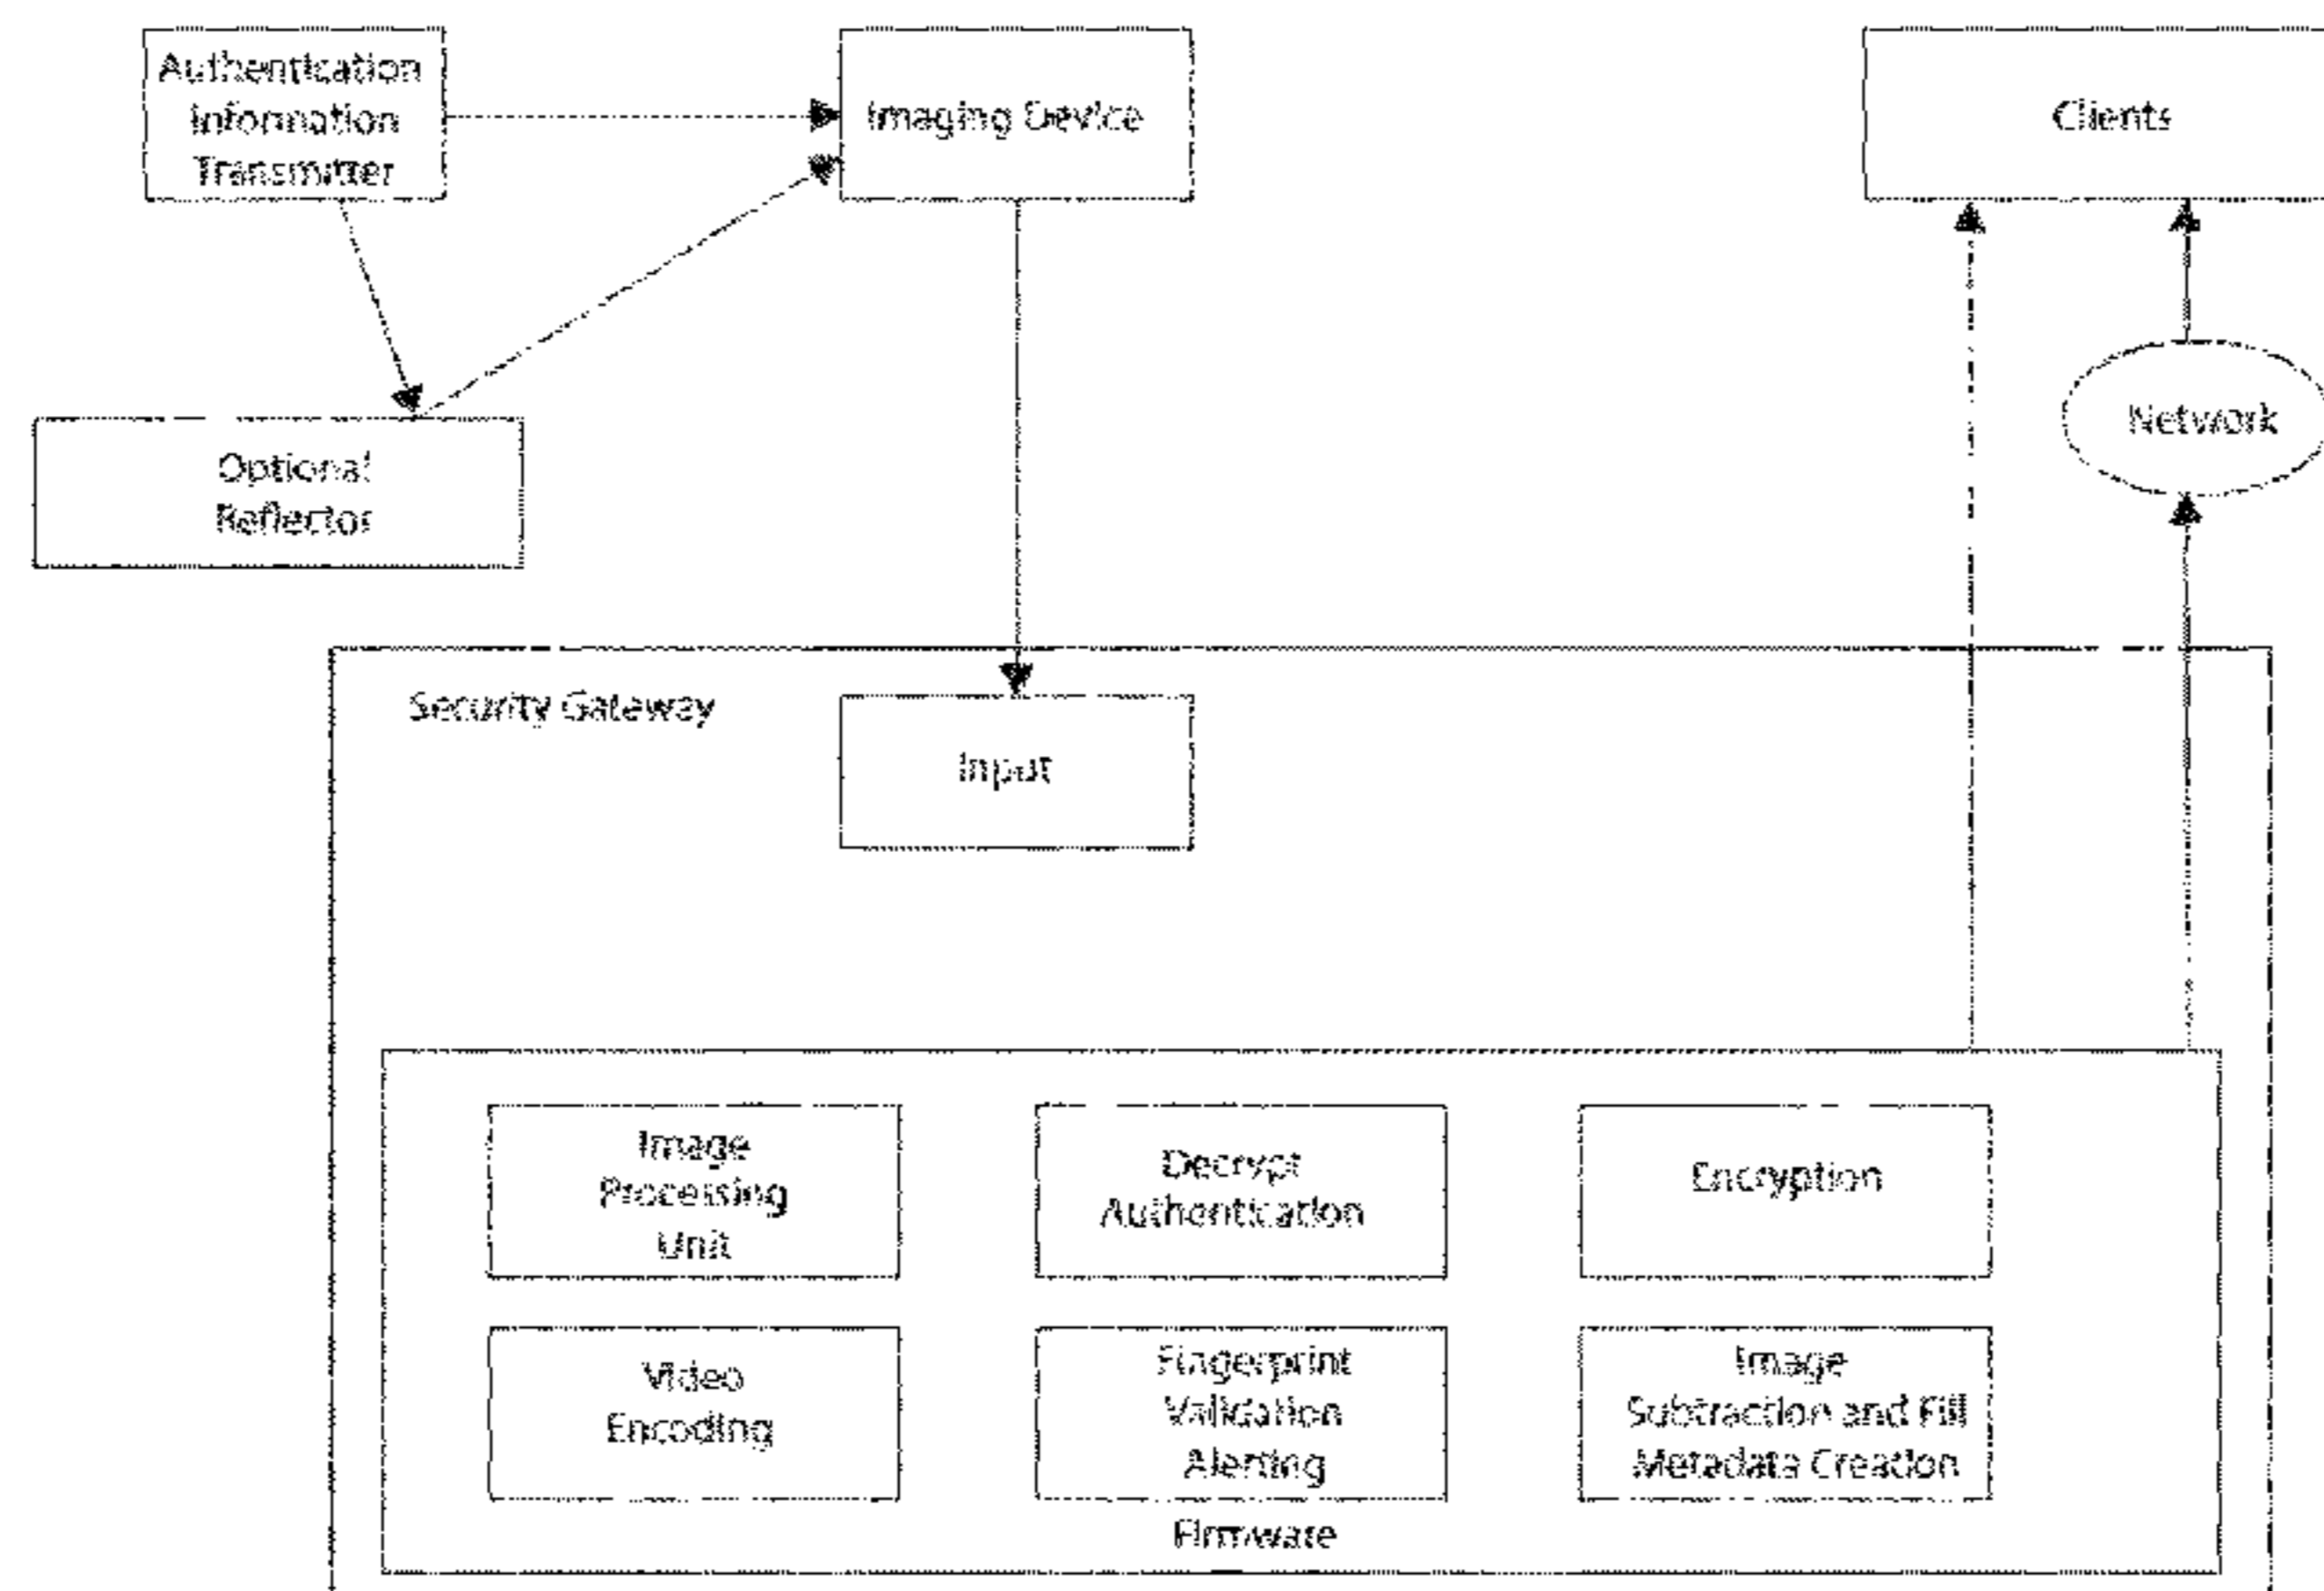 Authentication
Information
Transmitter
Imaging Device
Clients
Network
Optional
Reflector
Security Gateway
Input
Image
Processing
Unit
Decrypt
Authentication
Encryption
Video
Encoding
Fingerprint
Validation
Alerting
Image
Subtraction and Fill
Metadata Creation
Firmware